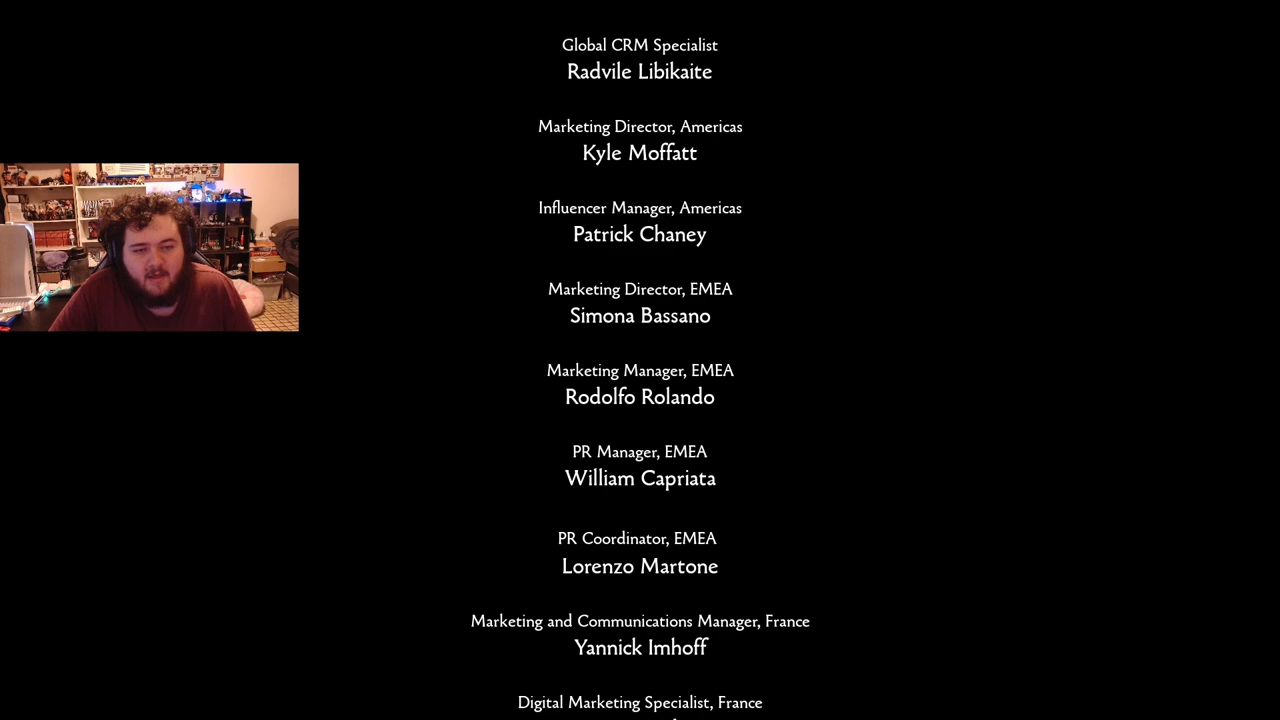 Global CRM Specialist
Radvile Libikaite
Marketing Director, Americas
Kyle Moffatt
Influencer Manager, Americas
Patrick Chaney
Marketing Director, EMEA
Simona Bassano
Marketing Manager, EMEA
Rodolfo Rolando
PR Manager, EMEA
William Capriata
PR Coordinator, EMEA
Lorenzo Martone
Marketing and Communications Manager, France
Yannick Imhoff
Digital Marketing Specialist, France